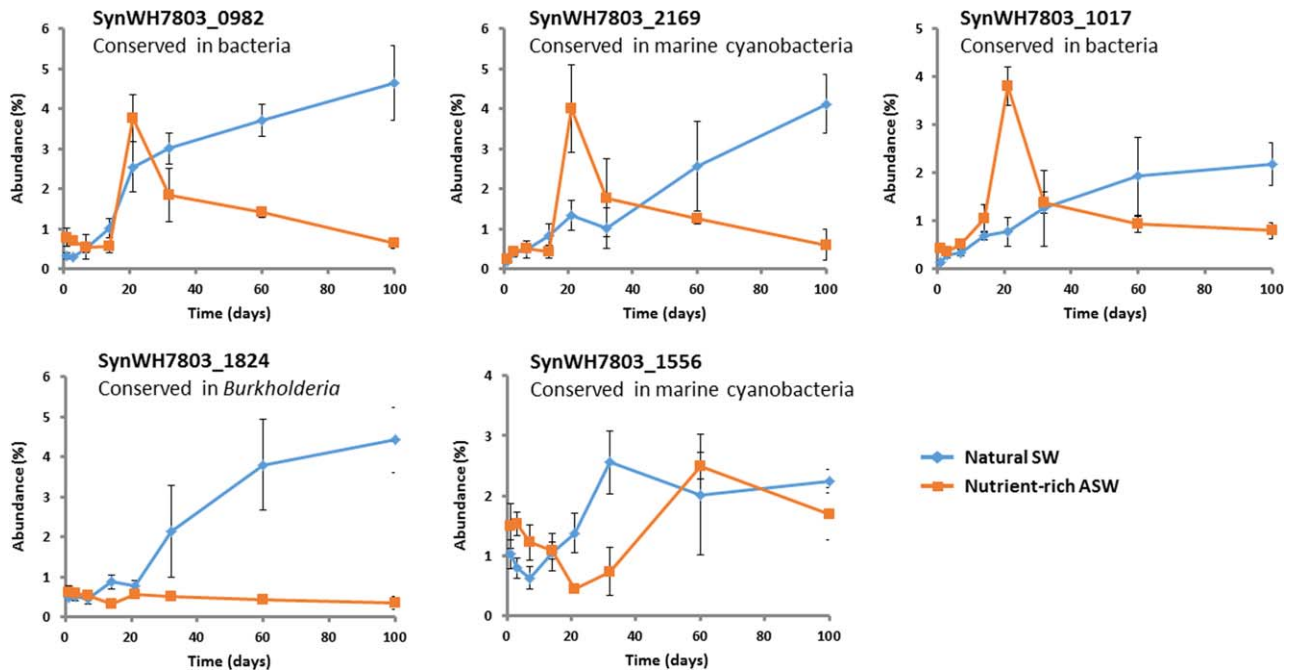 SynWH7803_0982
Conserved in bacteria
6
5
4
3
2
1
0
Abundance (%)
0 20 40 60 80 100
Time (days)
SynWH7803_2169
Conserved in marine cyanobacteria
6
5
4
3
2
1
0
Abundance (%)
0 20 40 60 80 100
Time (days)
SynWH7803_1017
Conserved in bacteria
5
4
3
2
1
0
Abundance (%)
0 20 40 60 80 100
Time (days)
SynWH7803_1824
Conserved in Burkholderia
6
5
4
3
2
1
0
Abundance (%)
0 20 40 60 80 100
Time (days)
SynWH7803_1556
Conserved in marine cyanobacteria
4
3
2
1
0
Abundance (%)
0 20 40 60 80 100
Time (days)
Natural SW
Nutrient-rich ASW